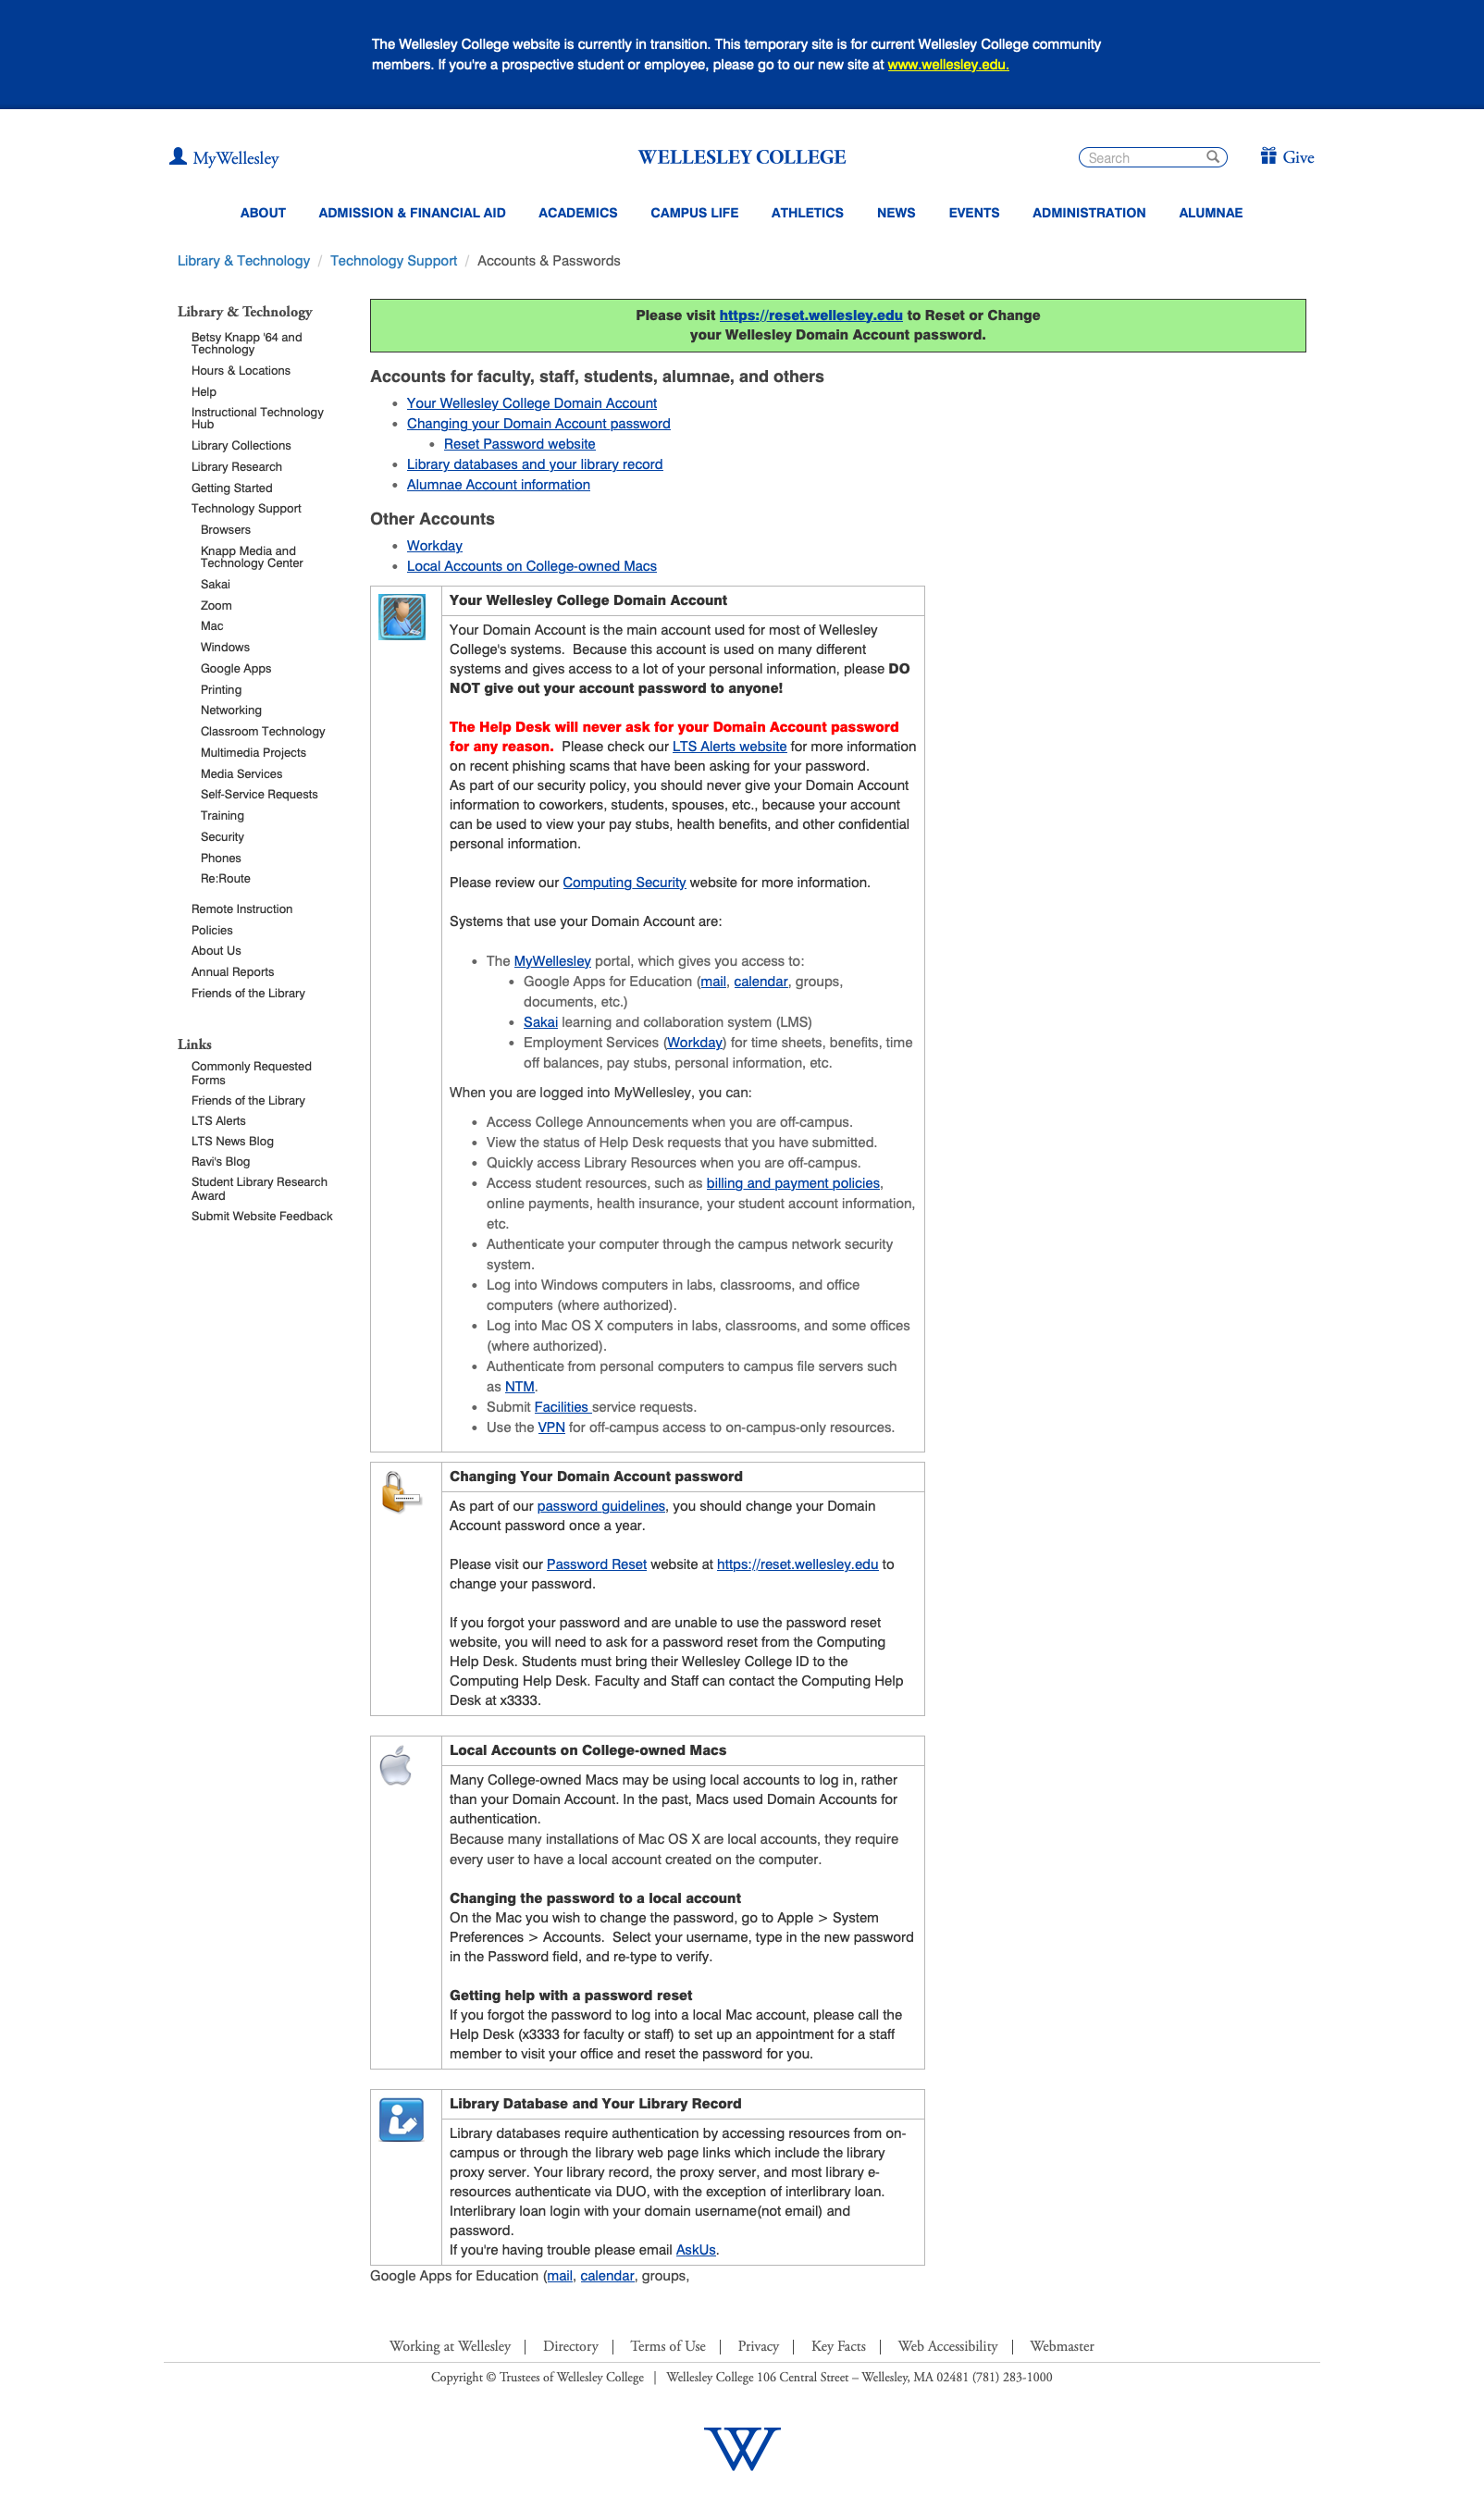 The Wellesley College website is currently in transition. This temporary site is for current Wellesley College community
members. If you're a prospective student or employee, please go to our new site at www.wellesley.edu.
MyWellesley
WELLESLEY COLLEGE
Search
Give
ABOUT ADMISSION & FINANCIAL AID ACADEMICS CAMPUS LIFE ATHLETICS NEWS EVENTS ADMINISTRATION ALUMNAE
Library & Technology / Technology Support / Accounts & Passwords
Library & Technology
Betsy Knapp '64 and
Technology
Hours & Locations
Help
Instructional Technology
Hub
Library Collections
Library Research
Getting Started
Technology Support
Browsers
Knapp Media and
Technology Center
Sakai
Zoom
Mac
Windows
Google Apps
Printing
Networking
Classroom Technology
Multimedia Projects
Media Services
Self-Service Requests
Training
Security
Phones
Re:Route
Remote Instruction
Policies
About Us
Annual Reports
Friends of the Library
Links
Commonly Requested
Forms
Friends of the Library
LTS Alerts
LTS News Blog
Ravi's Blog
Student Library Research
Award
Submit Website Feedback
Please visit https://reset.wellesley.edu to Reset or Change
your Wellesley Domain Account password.
Accounts for faculty, staff, students, alumnae, and others
• Your Wellesley College Domain Account
• Changing your Domain Account password
• Reset Password website
• Library databases and your library record
• Alumnae Account information
Other Accounts
• Workday
• Local Accounts on College-owned Macs
Your Wellesley College Domain Account
Your Domain Account is the main account used for most of Wellesley
College's systems.  Because this account is used on many different
systems and gives access to a lot of your personal information, please DO
NOT give out your account password to anyone!
The Help Desk will never ask for your Domain Account password
for any reason.  Please check our LTS Alerts website for more information
on recent phishing scams that have been asking for your password.
As part of our security policy, you should never give your Domain Account
information to coworkers, students, spouses, etc., because your account
can be used to view your pay stubs, health benefits, and other confidential
personal information.
Please review our Computing Security website for more information.
Systems that use your Domain Account are:
• The MyWellesley portal, which gives you access to:
• Google Apps for Education (mail, calendar, groups,
documents, etc.)
• Sakai learning and collaboration system (LMS)
• Employment Services (Workday) for time sheets, benefits, time
off balances, pay stubs, personal information, etc.
When you are logged into MyWellesley, you can:
• Access College Announcements when you are off-campus.
• View the status of Help Desk requests that you have submitted.
• Quickly access Library Resources when you are off-campus.
• Access student resources, such as billing and payment policies,
online payments, health insurance, your student account information,
etc.
• Authenticate your computer through the campus network security
system.
• Log into Windows computers in labs, classrooms, and office
computers (where authorized).
• Log into Mac OS X computers in labs, classrooms, and some offices
(where authorized).
• Authenticate from personal computers to campus file servers such
as NTM.
• Submit Facilities service requests.
• Use the VPN for off-campus access to on-campus-only resources.
Changing Your Domain Account password
As part of our password guidelines, you should change your Domain
Account password once a year.
Please visit our Password Reset website at https://reset.wellesley.edu to
change your password.
If you forgot your password and are unable to use the password reset
website, you will need to ask for a password reset from the Computing
Help Desk. Students must bring their Wellesley College ID to the
Computing Help Desk. Faculty and Staff can contact the Computing Help
Desk at x3333.
Local Accounts on College-owned Macs
Many College-owned Macs may be using local accounts to log in, rather
than your Domain Account. In the past, Macs used Domain Accounts for
authentication.
Because many installations of Mac OS X are local accounts, they require
every user to have a local account created on the computer.
Changing the password to a local account
On the Mac you wish to change the password, go to Apple > System
Preferences > Accounts.  Select your username, type in the new password
in the Password field, and re-type to verify.
Getting help with a password reset
If you forgot the password to log into a local Mac account, please call the
Help Desk (x3333 for faculty or staff) to set up an appointment for a staff
member to visit your office and reset the password for you.
Library Database and Your Library Record
Library databases require authentication by accessing resources from on-
campus or through the library web page links which include the library
proxy server. Your library record, the proxy server, and most library e-
resources authenticate via DUO, with the exception of interlibrary loan.
Interlibrary loan login with your domain username(not email) and
password.
If you're having trouble please email AskUs.
Google Apps for Education (mail, calendar, groups,
Working at Wellesley | Directory | Terms of Use | Privacy | Key Facts | Web Accessibility | Webmaster
Copyright © Trustees of Wellesley College | Wellesley College 106 Central Street – Wellesley, MA 02481 (781) 283-1000
W